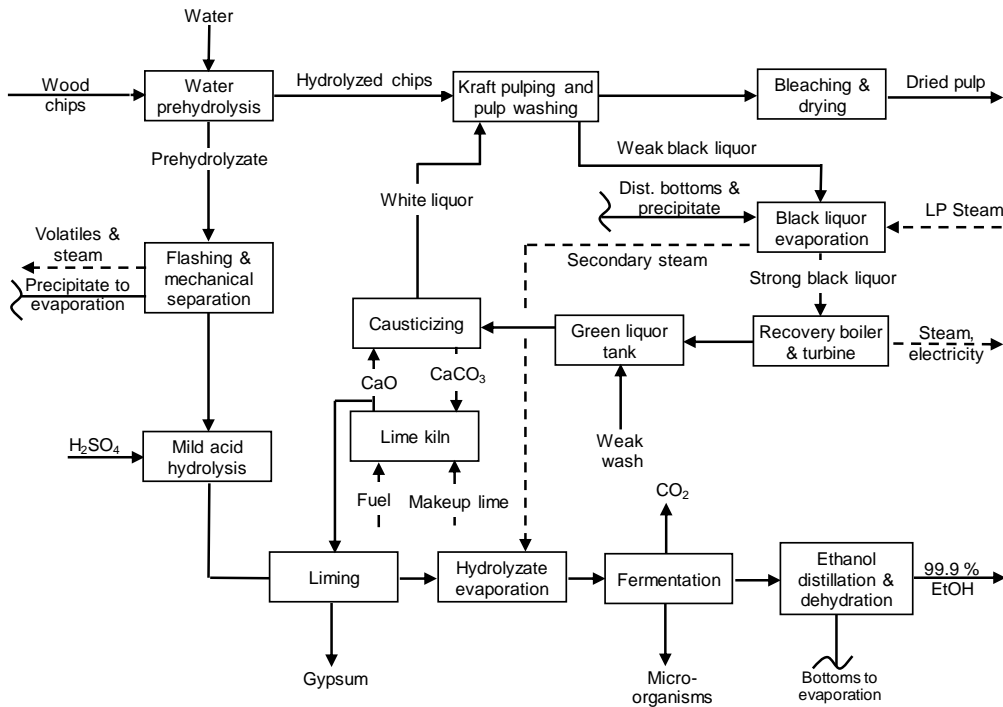 Water
Wood
chips
Water
prehydrolysis
Hydrolyzed chips
Kraft pulping and
pulp washing
Bleaching &
drying
Dried pulp
Prehydrolyzate
Weak black liquor
White liquor
Dist. bottoms &
precipitate
Black liquor
evaporation
LP Steam
Volatiles &
steam
Precipitate to
evaporation
Flashing &
mechanical
separation
Secondary steam
Strong black liquor
Causticizing
Green liquor
tank
Recovery boiler
& turbine
Steam,
electricity
CaO
CaCO3
Lime kiln
Weak
wash
H2SO4
Mild acid
hydrolysis
Fuel
Makeup lime
CO2
Liming
Hydrolyzate
evaporation
Fermentation
Ethanol
distillation &
dehydration
99.9 %
EtOH
Gypsum
Micro-
organisms
Bottoms to
evaporation